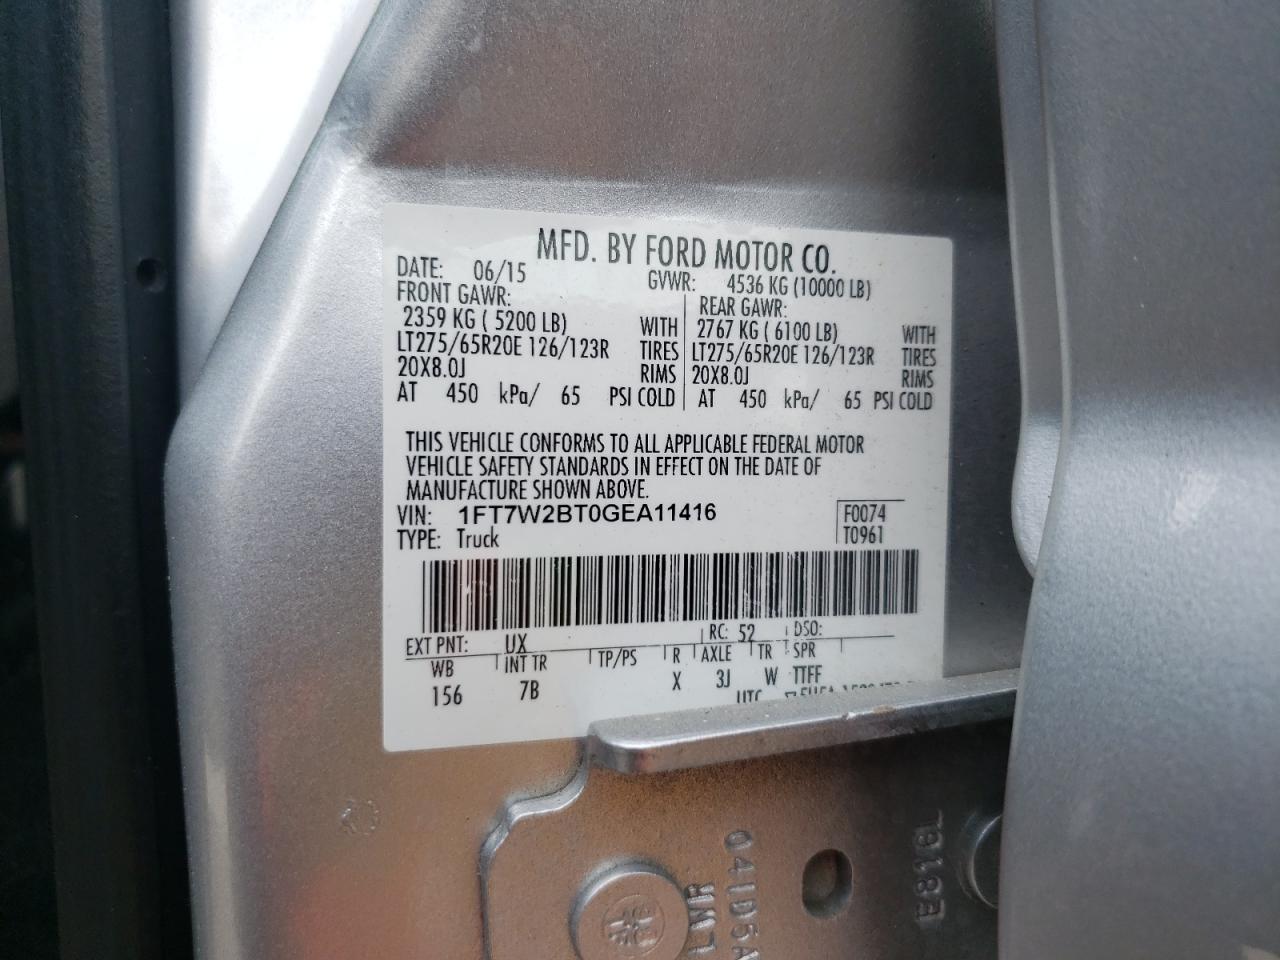 MFD. BY FORD MOTOR CO.
DATE: 06/15 GVWR: 4536 KG (10000 LB)
FRONT GAWR: REAR GAWR:
2359 KG ( 5200 LB) WITH 2767 KG ( 6100 LB) WITH
LT275/65R20E 126/123R TIRES LT275/65R20E 126/123R TIRES
20X8.0J RIMS 20X8.0J RIMS
AT 450 kPa/ 65 PSI COLD AT 450 kPa/ 65 PSI COLD
THIS VEHICLE CONFORMS TO ALL APPLICABLE FEDERAL MOTOR
VEHICLE SAFETY STANDARDS IN EFFECT ON THE DATE OF
MANUFACTURE SHOWN ABOVE.
VIN: 1FT7W2BT0GEA11416 F0074
TYPE: Truck T0961
EXT PNT: UX RC: 52 DSO:
WB INT TR TP/PS R AXLE TR SPR
156 7B X 3J W TTFF
UTC
04ID5A
LWR
7818E